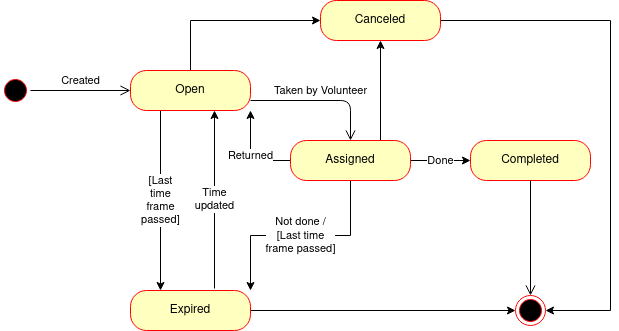 Canceled
Created
Open
Taken by Volunteer
Returned
Assigned
Done
Completed
[Last
time
frame
passed]
Time
updated
Not done /
[Last time
frame passed]
Expired